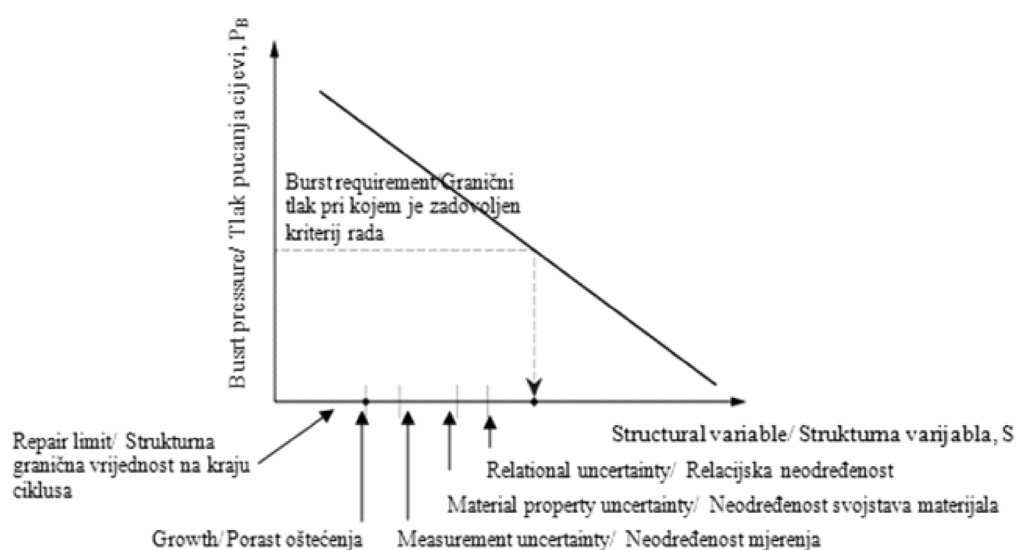 Busrt pressure/ Tlak pucanja cijevi, PB
Burst requirement/Granični
tlak pri kojem je zadovoljen
kriterij rada
Structural variable/ Strukturna varijabla, S
Repair limit/ Strukturna
granična vrijednost na kraju
ciklusa
Relational uncertainty/ Relacijska neodređenost
Material property uncertainty/ Neodređenost svojstava materijala
Growth/Porast oštećenja
Measurement uncertainty/ Neodređenost mjerenja